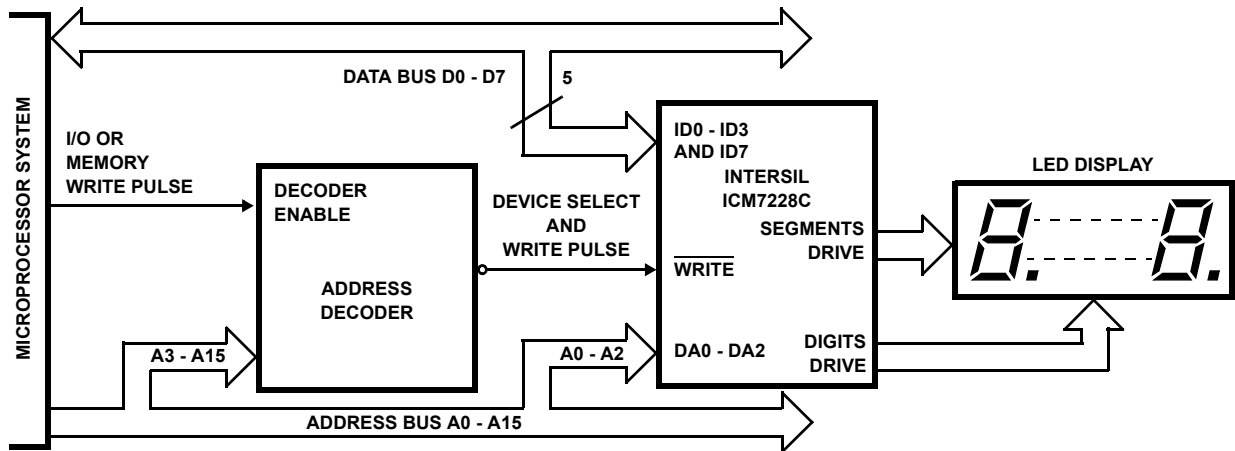 MICROPROCESSOR SYSTEM
DATA BUS D0 - D7
5
I/O OR
MEMORY
WRITE PULSE
DECODER
ENABLE
ADDRESS
DECODER
DEVICE SELECT
AND
WRITE PULSE
ID0 - ID3
AND ID7
INTERSIL
ICM7228C
SEGMENTS
DRIVE
WRITE
DA0 - DA2
DIGITS
DRIVE
LED DISPLAY
8. 8.
A3 - A15
A0 - A2
ADDRESS BUS A0 - A15